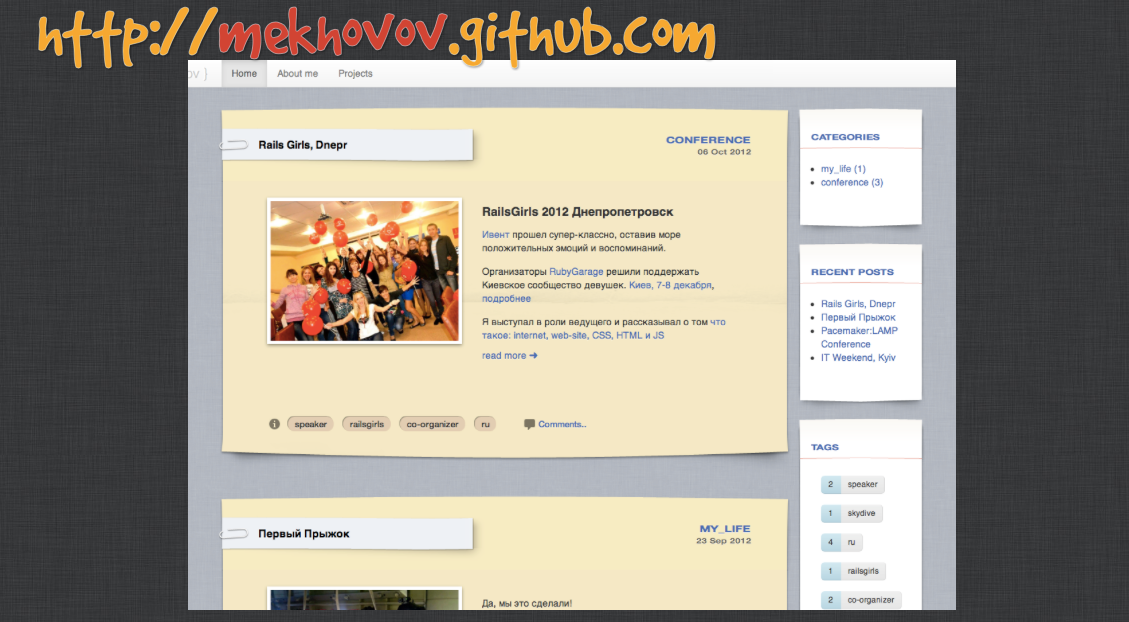 http://mekhovov.github.com
ov }
Home
About me
Projects
Rails Girls, Dnepr
CONFERENCE
06 Oct 2012
RailsGirls 2012 Днепропетровск
Ивент прошел супер-классно, оставив море
положительных эмоций и воспоминаний.
Организаторы RubyGarage решили поддержать
Киевское сообщество девушек. Киев, 7-8 декабря,
подробнее
Я выступал в роли ведущего и рассказывал о том что
такое: internet, web-site, CSS, HTML и JS
read more ➜
speaker
railsgirls
co-organizer
ru
Comments..
Первый Прыжок
MY_LIFE
23 Sep 2012
Да, мы это сделали!
CATEGORIES
my_life (1)
conference (3)
RECENT POSTS
Rails Girls, Dnepr
Первый Прыжок
Pacemaker:LAMP
Conference
IT Weekend, Kyiv
TAGS
2 speaker
1 skydive
4 ru
1 railsgirls
2 co-organizer